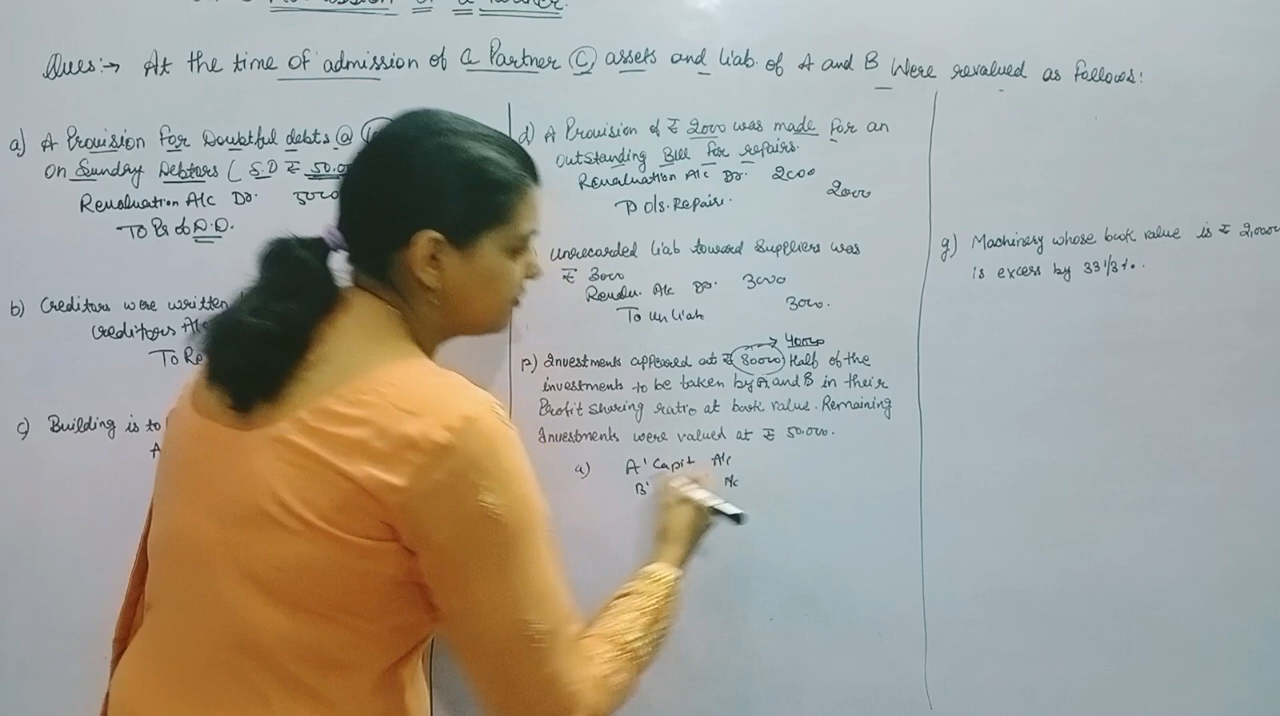 Admission of a Partner.
Ques:→ At the time of admission of a Partner (C) assets and liab. of A and B were revalued as follows:
a) A Provision for Doubtful debts @
on Sundry Debtors ( S.D ₹ 50.0
Revaluation A/c Dr. 5000
To P. d D.D.
b) Creditors were written
Creditors A/c
To Re
c) Building is to
A
d) A Provision of ₹ 2000 was made for an
outstanding Bill for repairs.
Revaluation A/c Dr. 2000
To O/s. Repair. 2000
Unrecorded liab toward suppliers was
₹ 3000
Revalu. A/c Dr. 3000
To un liab 3000.
→ 40000
Investments appeared at ₹ 80000 Half of the
investments to be taken by A and B in their
Profit sharing ratio at book value. Remaining
Investments were valued at ₹ 50,000.
a) A' Capit A/c
B' A/c
g) Machinery whose book value is ₹
is excess by 33 1/3 %.